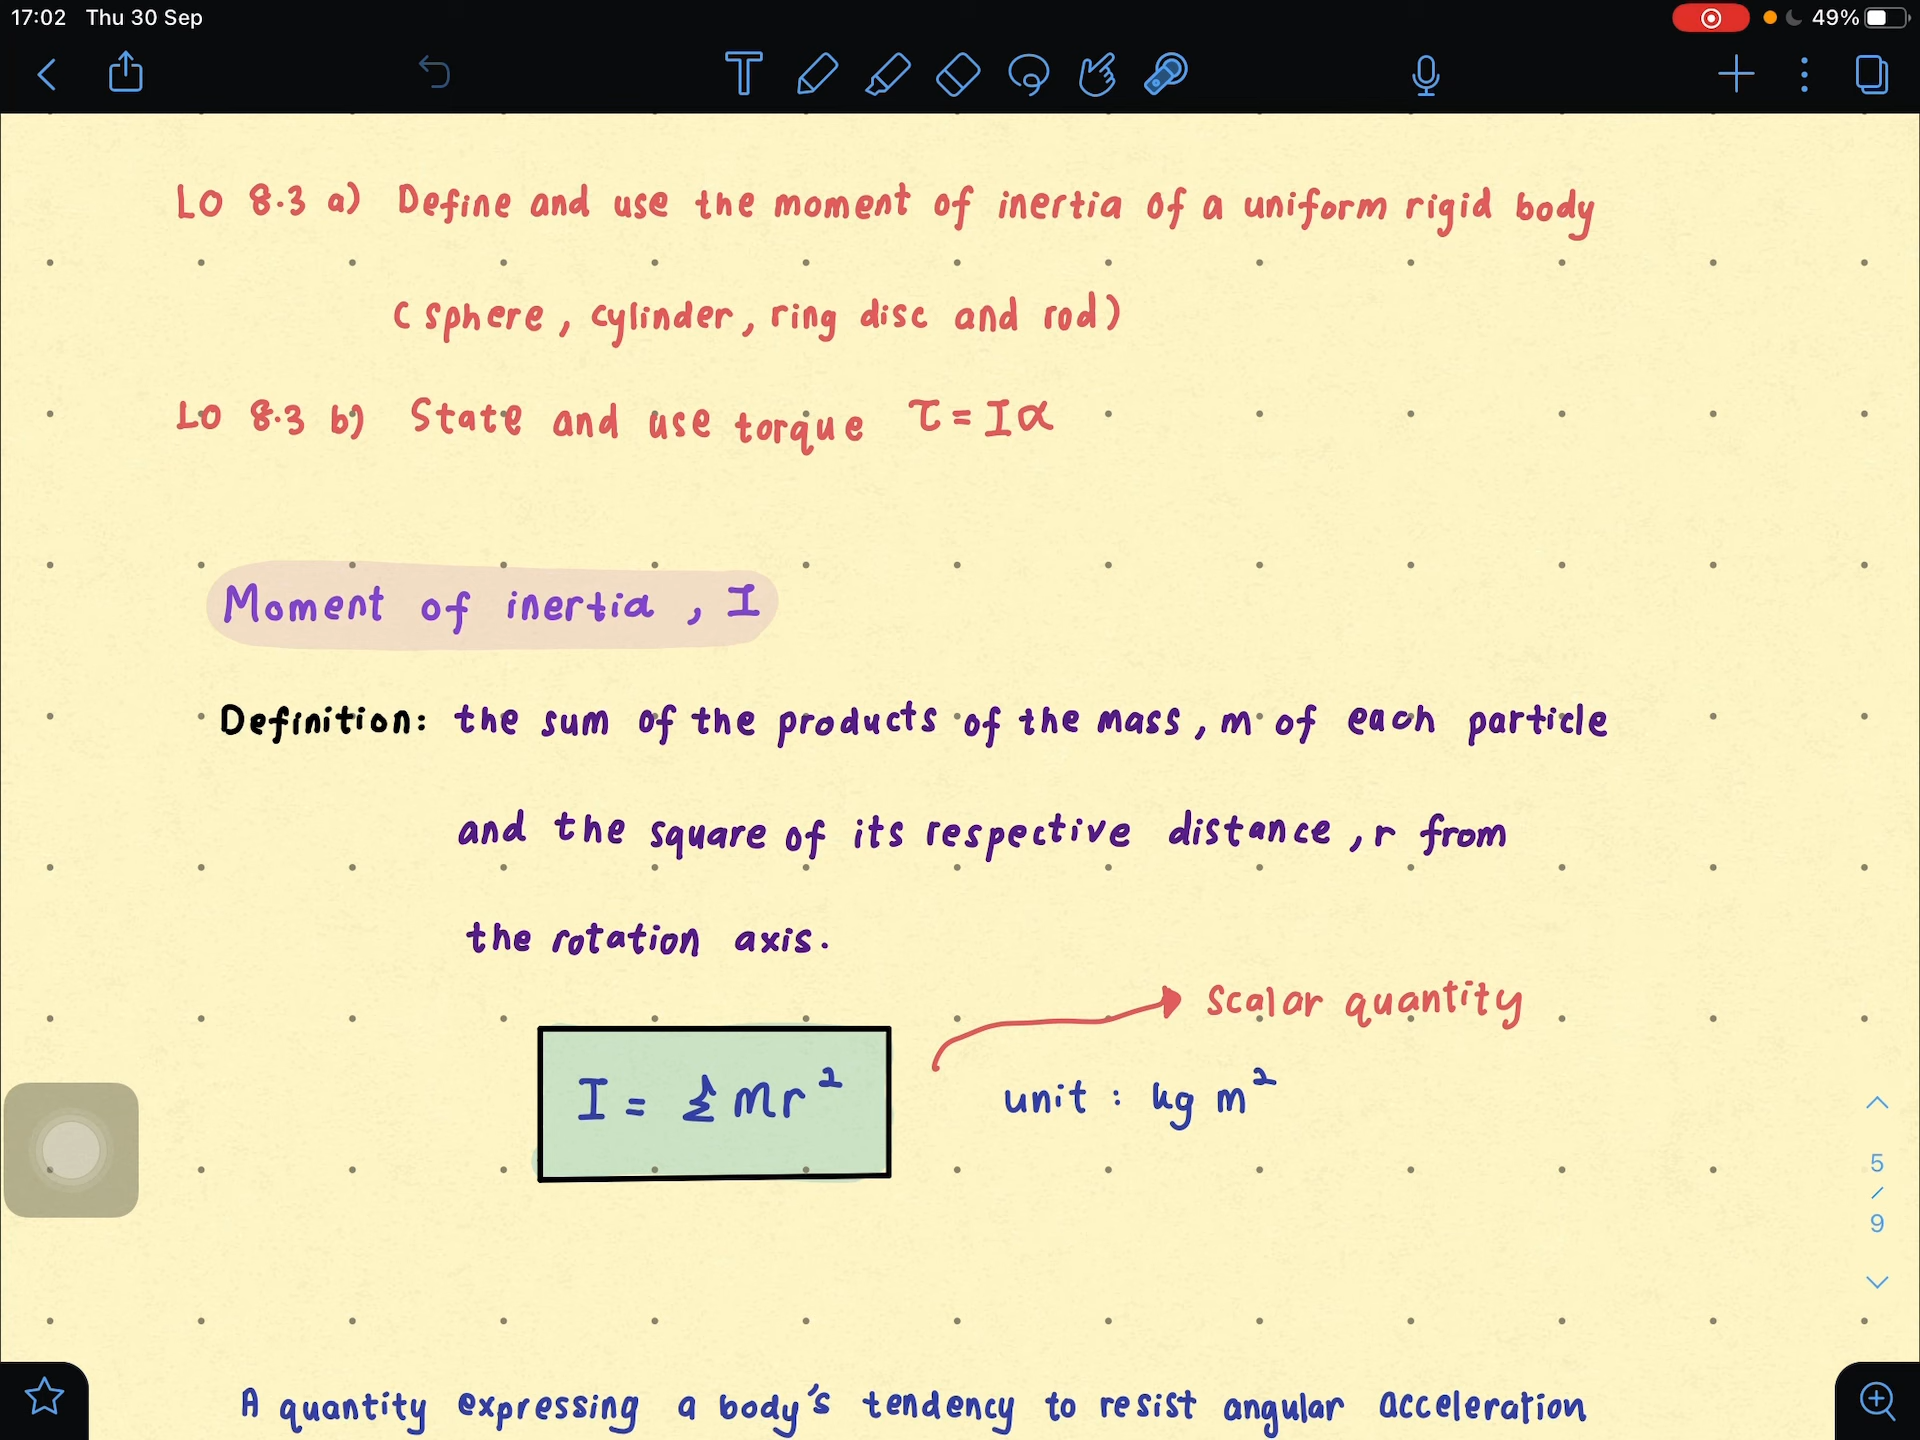 17:02 Thu 30 Sep
49%
LO 8.3 a) Define and use the moment of inertia of a uniform rigid body
(sphere, cylinder, ring disc and rod)
LO 8.3 b) State and use torque τ = Iα
Moment of inertia, I
Definition: the sum of the products of the mass, m of each particle
and the square of its respective distance, r from
the rotation axis.
scalar quantity
I = Σ mr²
unit : kg m²
5
/
9
A quantity expressing a body's tendency to resist angular acceleration